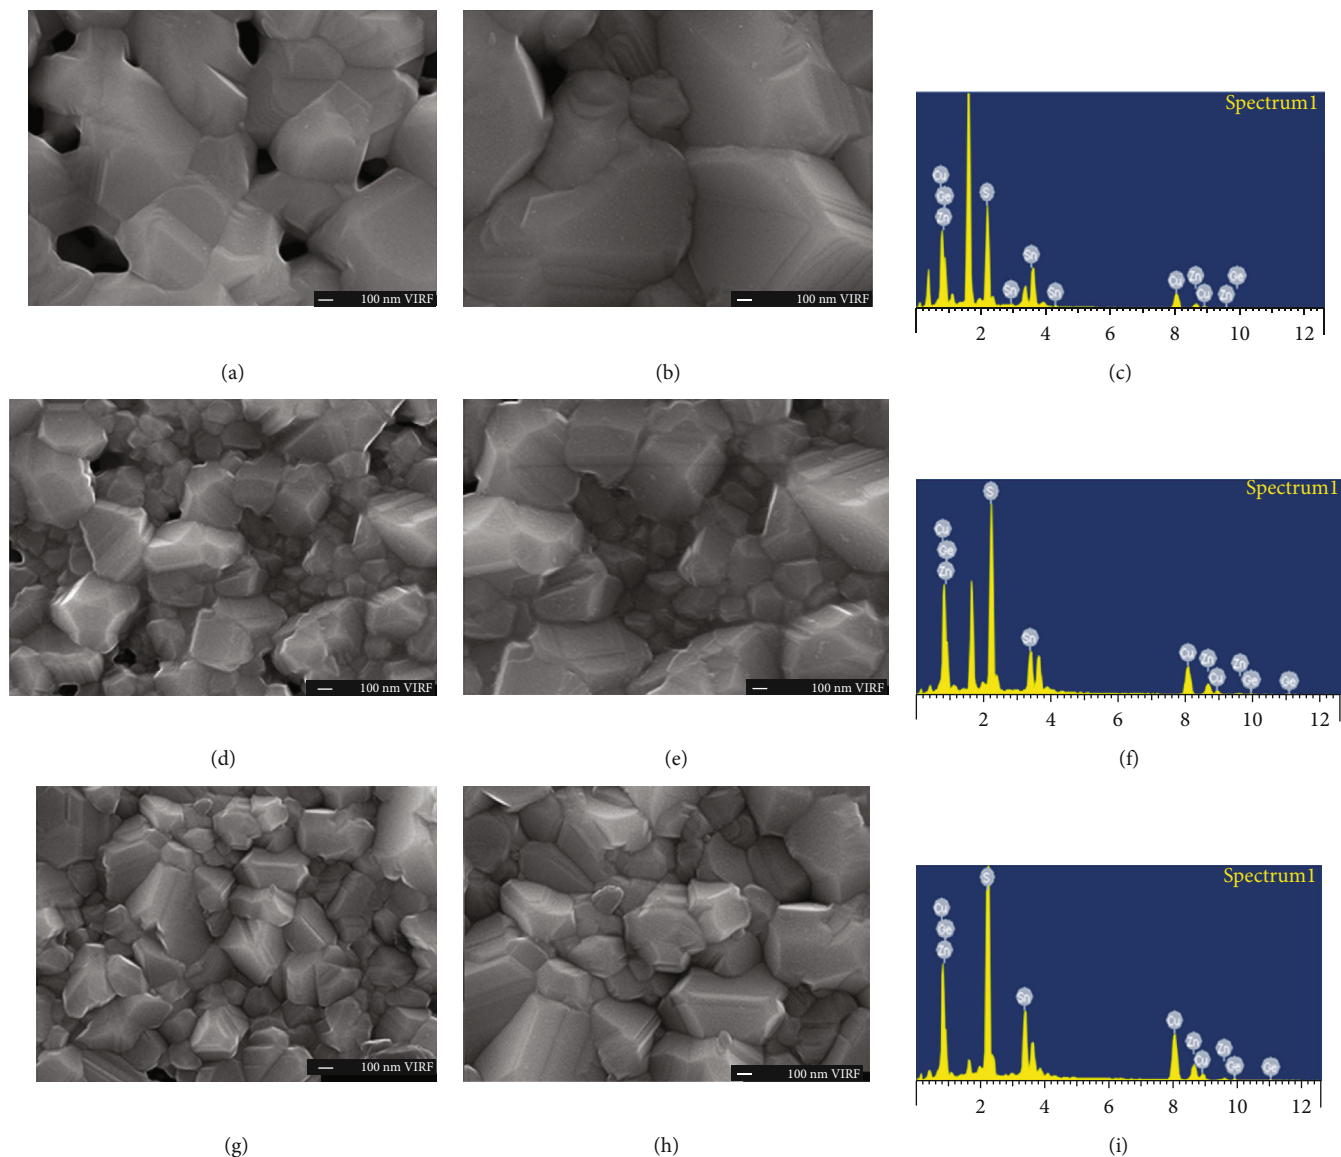 100 nm VIRF
100 nm VIRF
Spectrum1
Cu
Ge
Zn
S
Sn
Sn
Sn
Cu
Zn
Cu
Zn
Ge
2 4 6 8 10 12
(a)
(b)
(c)
100 nm VIRF
100 nm VIRF
Spectrum1
Cu
Ge
Zn
S
Sn
Cu
Zn
Cu
Zn
Ge
Ge
2 4 6 8 10 12
(d)
(e)
(f)
100 nm VIRF
100 nm VIRF
Spectrum1
Cu
Ge
Zn
S
Sn
Cu
Zn
Cu
Zn
Ge
Ge
2 4 6 8 10 12
(g)
(h)
(i)